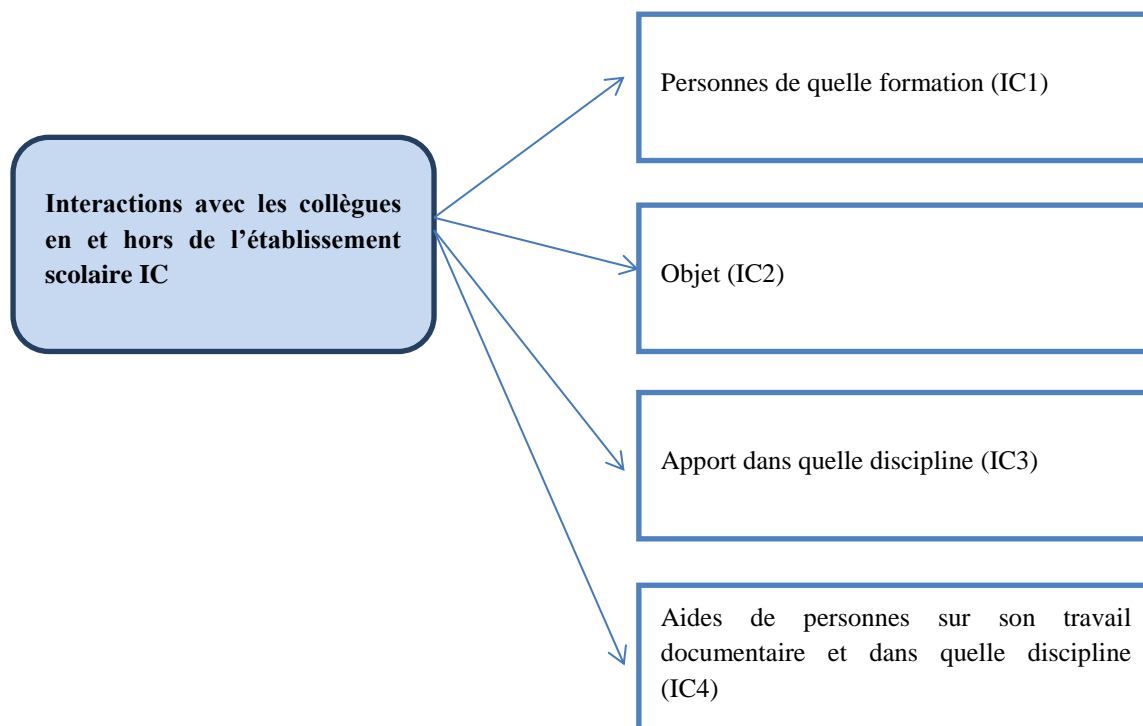 Personnes de quelle formation (IC1)
Interactions avec les collègues
en et hors de l’établissement
scolaire IC
Objet (IC2)
Apport dans quelle discipline (IC3)
Aides de personnes sur son travail
documentaire et dans quelle discipline
(IC4)